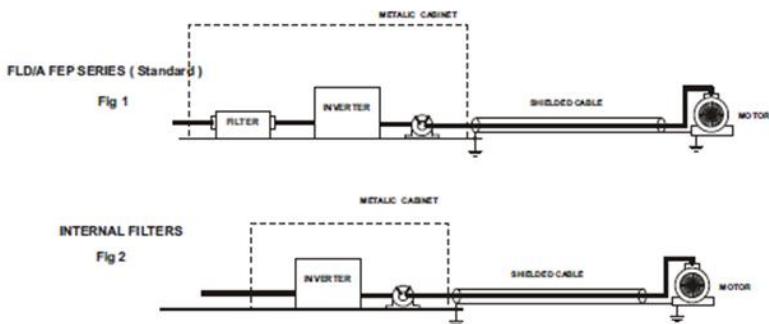 METALIC CABINET
FLD/A FEP SERIES ( Standard )
Fig 1
FILTER
INVERTER
SHIELDED CABLE
MOTOR
METALIC CABINET
INTERNAL FILTERS
Fig 2
INVERTER
SHIELDED CABLE
MOTOR